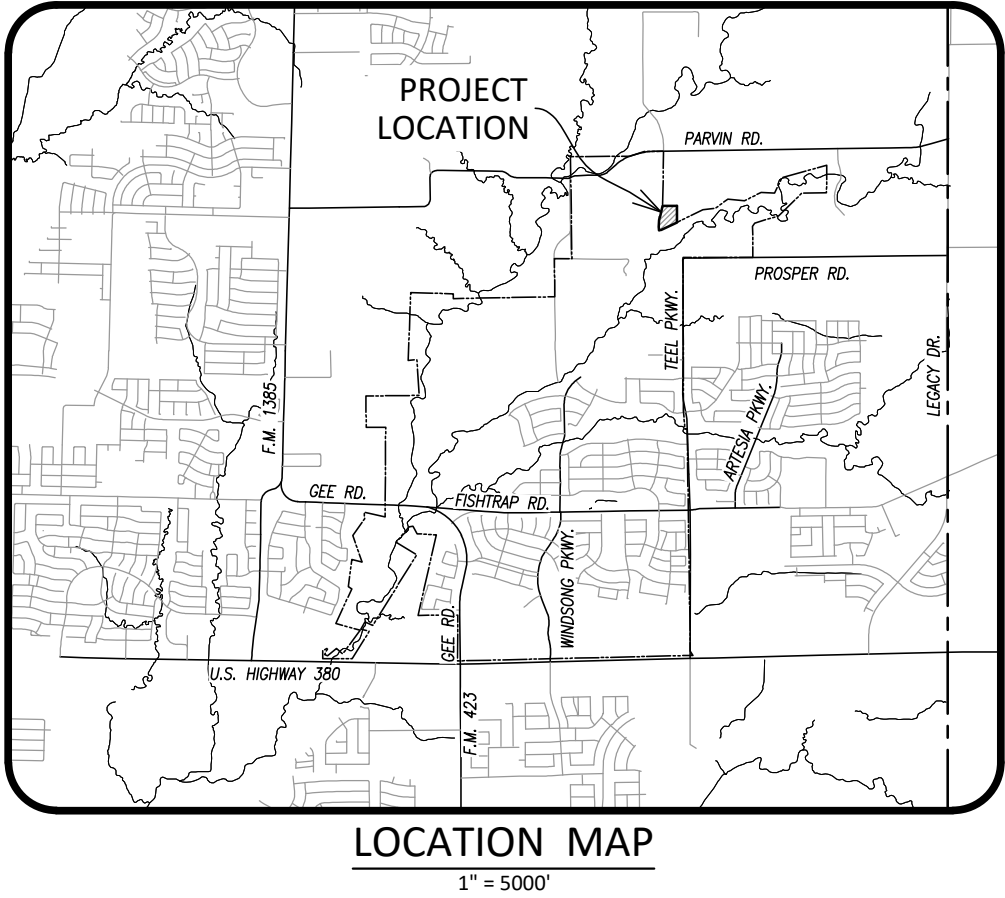 PROJECT
LOCATION
PARVIN RD.
PROSPER RD.
TEEL PKWY.
LEGACY DR.
F.M. 1385
ARTESIA PKWY.
GEE RD.
FISHTRAP RD.
WINDSONG PKWY.
GEE RD.
U.S. HIGHWAY 380
F.M. 423
LOCATION MAP
1" = 5000'